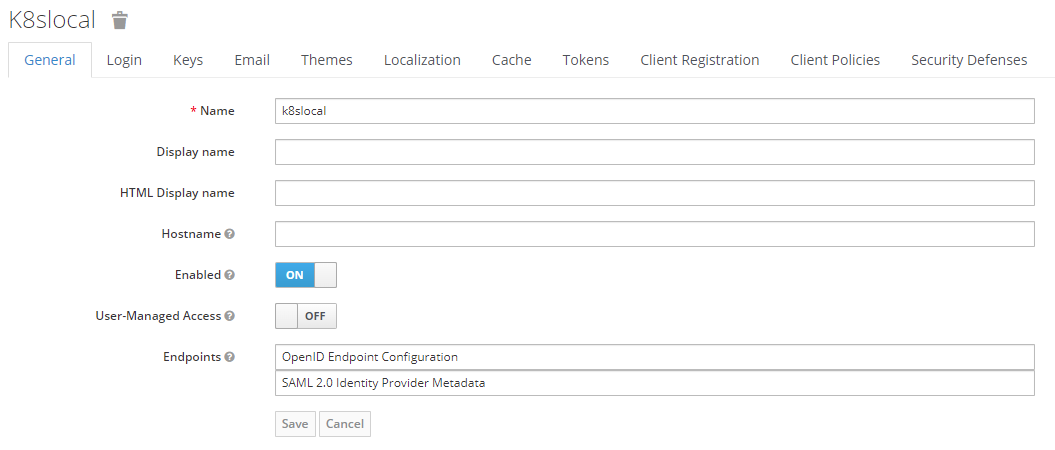 K8slocal
General Login Keys Email Themes Localization Cache Tokens Client Registration Client Policies Security Defenses
* Name k8slocal
Display name
HTML Display name
Hostname
Enabled ON
User-Managed Access OFF
Endpoints OpenID Endpoint Configuration
SAML 2.0 Identity Provider Metadata
Save Cancel